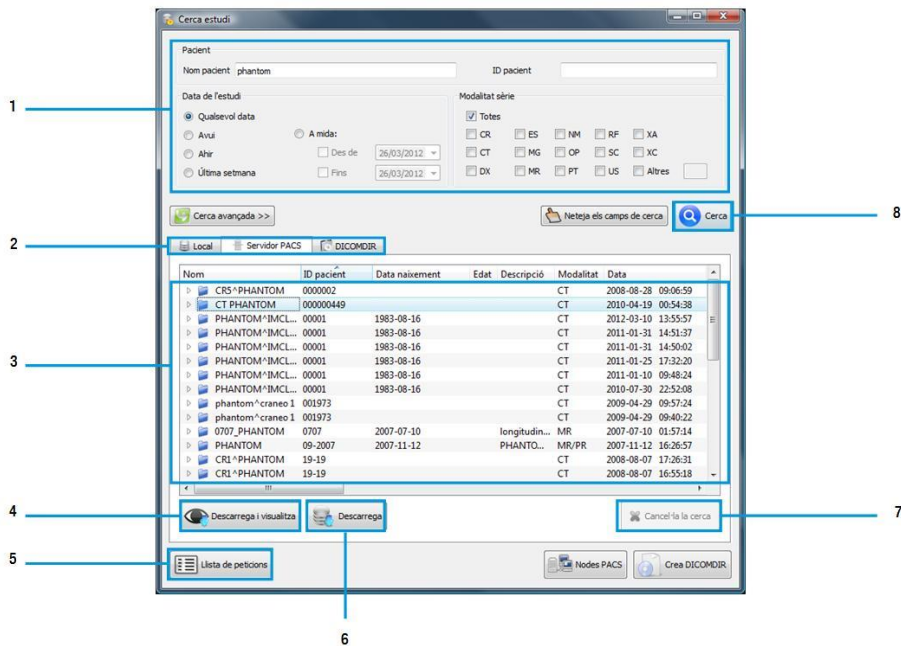 Cerca estudi
Pacient
Nom pacient phantom ID pacient
Data de l'estudi Modalitat sèrie
1
Qualsevol data Totes
Avui A mida: CR ES NM RF XA
Ahir Des de 26/03/2012 CT MG OP SC XC
Última setmana Fins 26/03/2012 DX MR PT US Altres
Cerca avançada >> Neteja els camps de cerca Cerca 8
2 Local Servidor PACS DICOMDIR
Nom ID pacient Data naixement Edat Descripció Modalitat Data
CR5^PHANTOM 0000002 CT 2008-08-28 09:06:59
CT PHANTOM 000000449 CT 2010-04-19 00:54:38
PHANTOM^IMCL... 00001 1983-08-16 CT 2012-03-10 13:55:57
PHANTOM^IMCL... 00001 1983-08-16 CT 2011-01-31 14:51:37
PHANTOM^IMCL... 00001 1983-08-16 CT 2011-01-31 14:50:02
3 PHANTOM^IMCL... 00001 1983-08-16 CT 2011-01-25 17:32:20
PHANTOM^IMCL... 00001 1983-08-16 CT 2011-01-10 09:48:24
PHANTOM^IMCL... 00001 1983-08-16 CT 2010-07-30 22:52:08
phantom^craneo 1 001973 CT 2009-04-29 09:57:24
phantom^craneo 1 001973 CT 2009-04-29 09:40:22
0707_PHANTOM 0707 2007-07-10 longitudin... MR 2007-07-10 01:57:14
PHANTOM 09-2007 2007-11-12 PHANTO... MR/PR 2007-11-12 16:26:57
CR1^PHANTOM 19-19 CT 2008-08-07 17:26:31
CR1^PHANTOM 19-19 CT 2008-08-07 16:55:18
4 Descarrega i visualitza Descarrega Cancel·la la cerca 7
5 Llista de peticions Nodes PACS Crea DICOMDIR
6